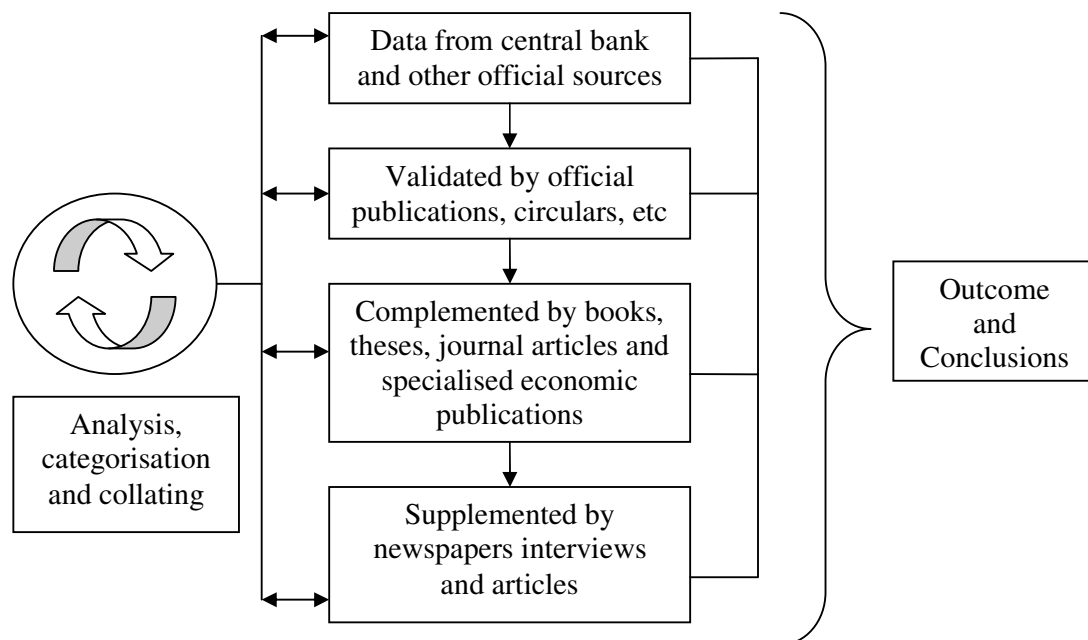 Data from central bank
and other official sources
Validated by official
publications, circulars, etc
Complemented by books,
theses, journal articles and
specialised economic
publications
Supplemented by
newspapers interviews
and articles
Analysis,
categorisation
and collating
Outcome
and
Conclusions